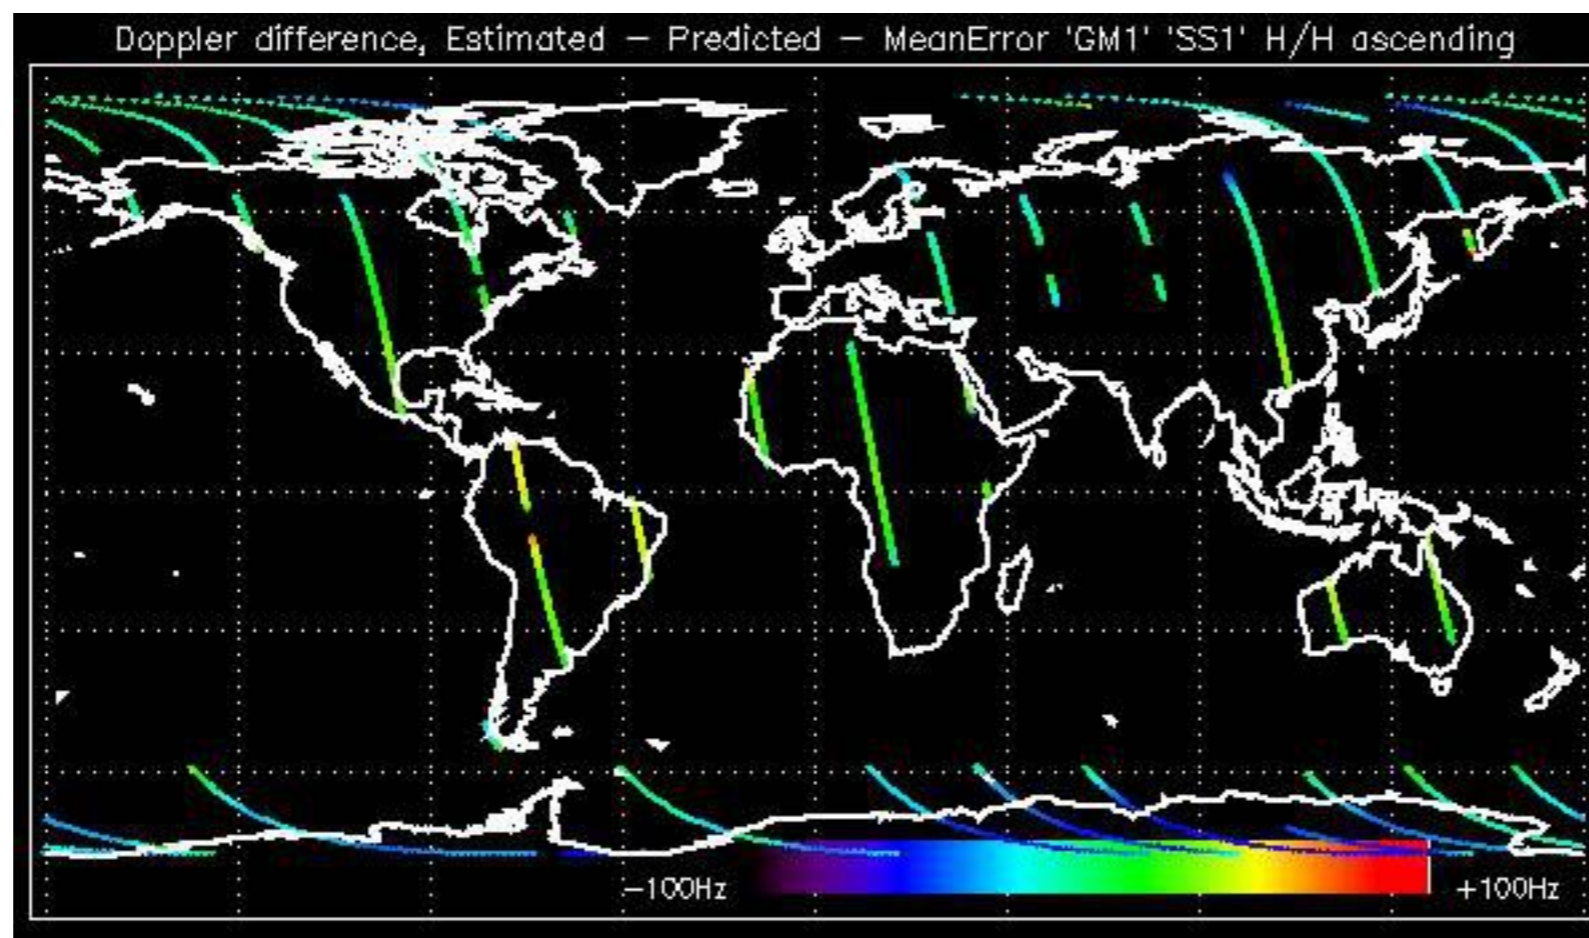 Doppler difference, Estimated – Predicted – MeanError 'GM1' 'SS1' H/H ascending
–100Hz
+100Hz